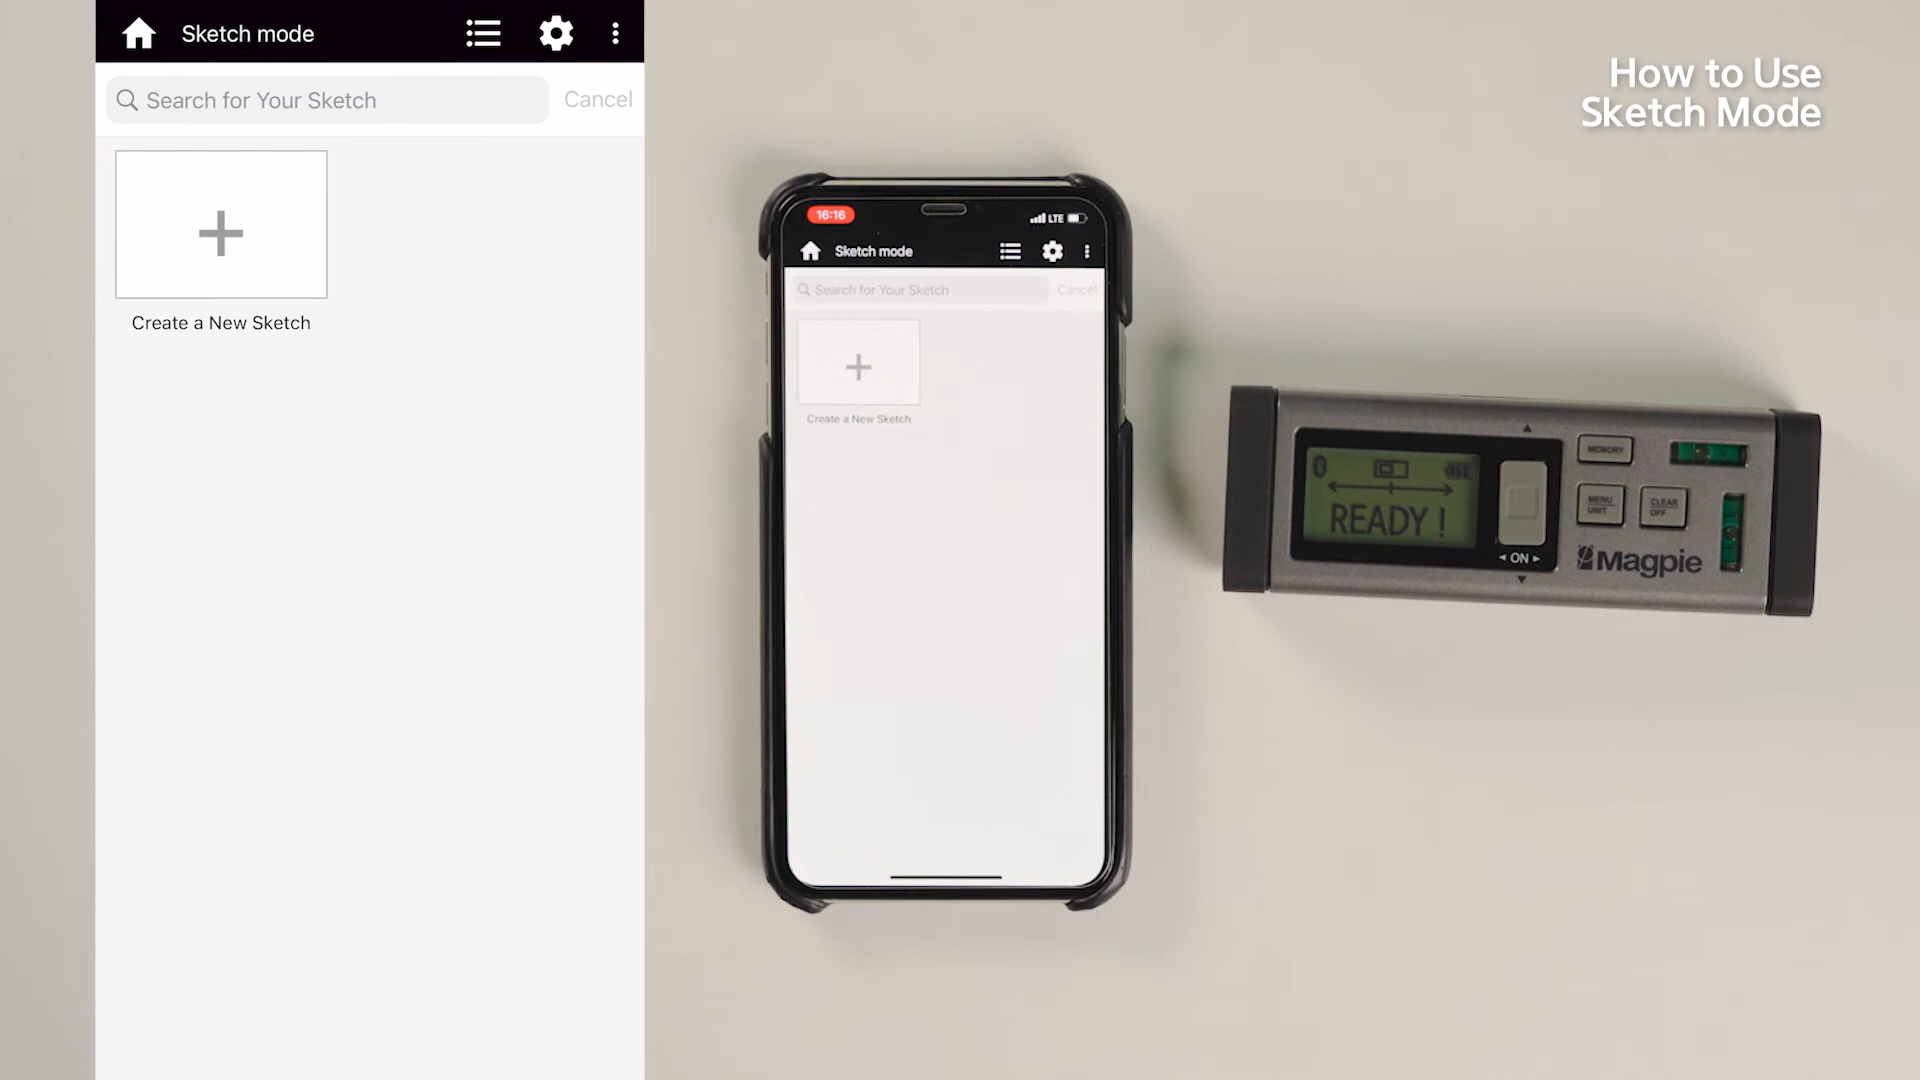 Sketch mode
Search for Your Sketch
Cancel
Create a New Sketch
How to Use
Sketch Mode
16:16
LTE
Sketch mode
Search for Your Sketch
Cancel
Create a New Sketch
READY !
ON
MEMORY
MENU
UNIT
CLEAR
OFF
Magpie